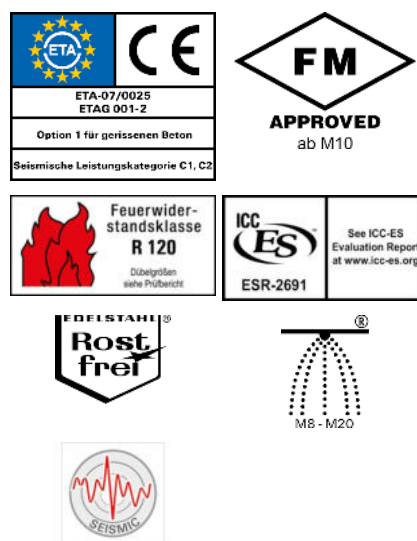 ETA
CE
ETA-07/0025
ETAG 001-2
Option 1 für gerissenen Beton
Seismische Leistungskategorie C1, C2
FM
APPROVED
ab M10
Feuerwider-
standsklasse
R 120
Dübelgrößen
siehe Prüfbericht
ICC
ES
ESR-2691
See ICC-ES
Evaluation Report
at www.icc-es.org
EDELSTAHL ®
Rost
frei
®
M8 - M20
SEISMIC